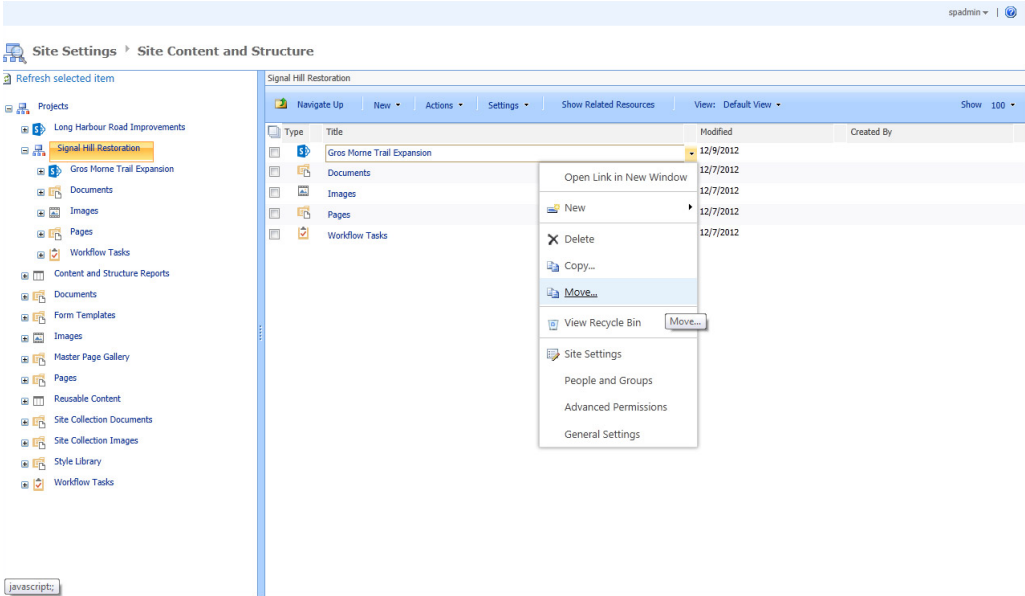 spadmin
Site Settings Site Content and Structure
Refresh selected item
Projects
Long Harbour Road Improvements
Signal Hill Restoration
Gros Morne Trail Expansion
Documents
Images
Pages
Workflow Tasks
Content and Structure Reports
Documents
Form Templates
Images
Master Page Gallery
Pages
Reusable Content
Site Collection Documents
Site Collection Images
Style Library
Workflow Tasks
javascript:;
Signal Hill Restoration
Navigate Up New Actions Settings Show Related Resources View: Default View Show 100
Type Title Modified Created By
Gros Morne Trail Expansion 12/9/2012
Documents 12/7/2012
Images 12/7/2012
Pages 12/7/2012
Workflow Tasks 12/7/2012
Open Link in New Window
New
Delete
Copy...
Move...
View Recycle Bin
Move...
Site Settings
People and Groups
Advanced Permissions
General Settings